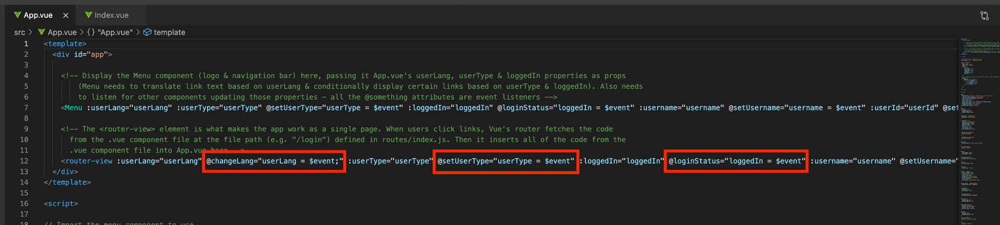 App.vue
Index.vue
src > App.vue > {} "App.vue" > template
1 <template>
2 <div id="app">
3
4 <!-- Display the Menu component (logo & navigation bar) here, passing it App.vue's userLang, userType & loggedIn properties as props
5 (Menu needs to translate link text based on userLang & conditionally display certain links based on userType & loggedIn). Also needs
6 to listen for other components updating those properties - all the @something attributes are event listeners -->
7 <Menu :userLang="userLang" :userType="userType" @setUserType="userType = $event" :loggedIn="loggedIn" @loginStatus="loggedIn = $event" :username="username" @setUsername="username = $event" :userId="userId" @set
8
9 <!-- The <router-view> element is what makes the app work as a single page. When users click links, Vue's router fetches the code
10 from the .vue component file at the file path (e.g. "/login") defined in routes/index.js. Then it inserts all of the code from the
11 .vue component file into App.vue here -->
12 <router-view :userLang="userLang" @changeLang="userLang = $event;" :userType="userType" @setUserType="userType = $event" :loggedIn="loggedIn" @loginStatus="loggedIn = $event" :username="username" @setUsername="
13 </div>
14 </template>
15
16 <script>
17
18 // Import the menu component to use